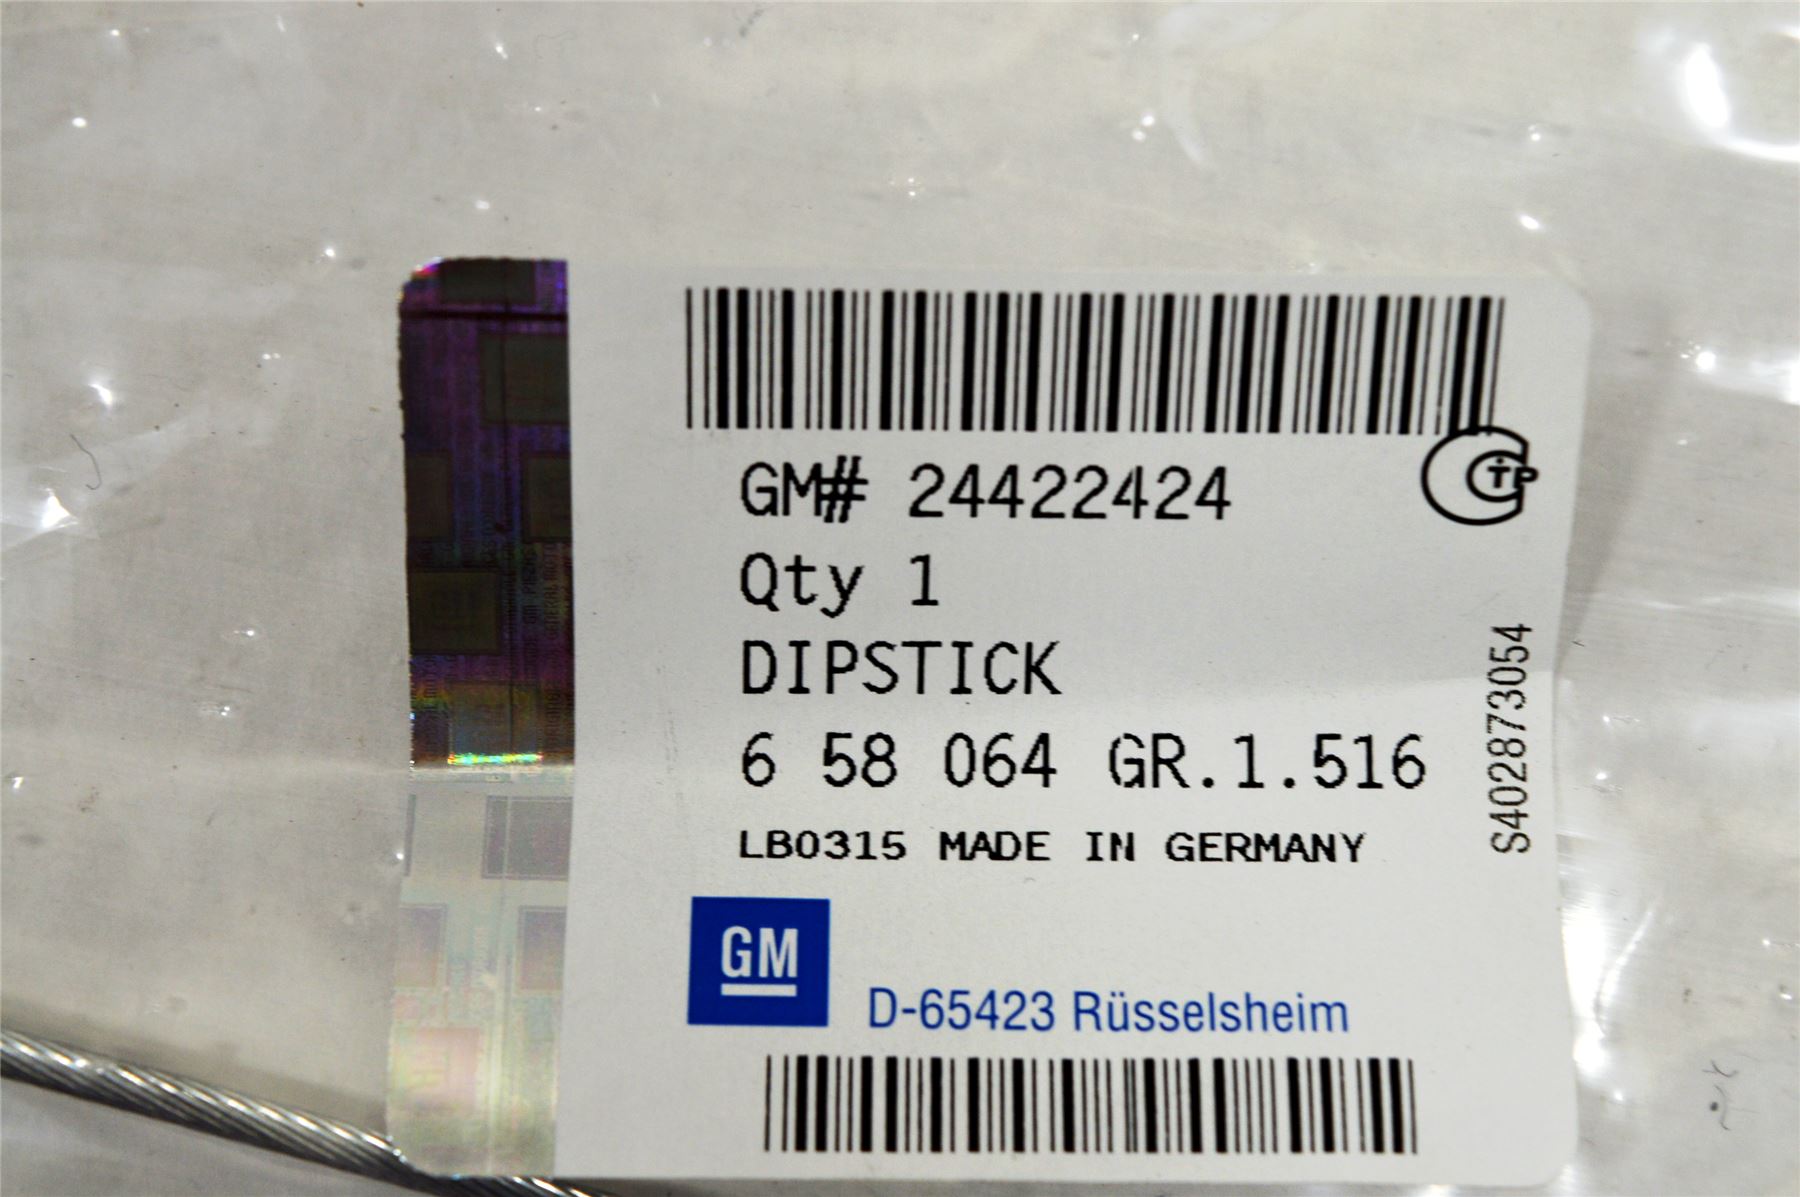 GM# 24422424
Qty 1
DIPSTICK
6 58 064 GR.1.516
LB0315 MADE IN GERMANY
S402873054
GM
D-65423 Rüsselsheim